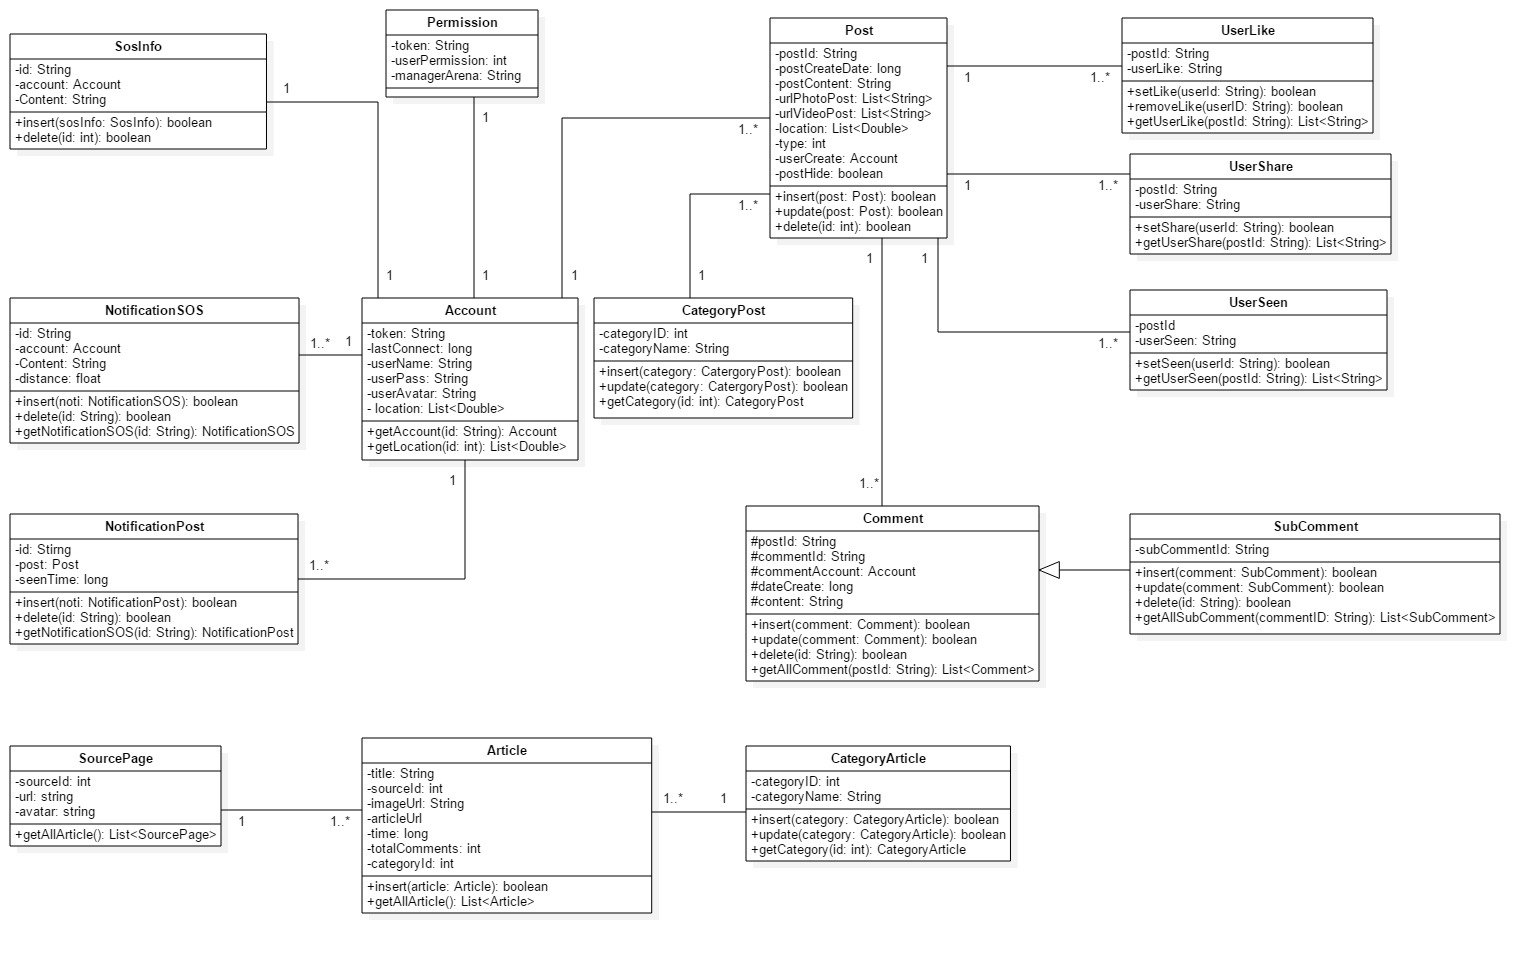 SosInfo
-id: String
-account: Account
-Content: String
+insert(sosInfo: SosInfo): boolean
+delete(id: int): boolean
1
1
Permission
-token: String
-userPermission: int
-managerArena: String
1
1
Post
-postId: String
-postCreateDate: long
-postContent: String
-urlPhotoPost: List<String>
-urlVideoPost: List<String>
-location: List<Double>
-type: int
-userCreate: Account
-postHide: boolean
+insert(post: Post): boolean
+update(post: Post): boolean
+delete(id: int): boolean
1..*
1
1..*
1
1
1..*
UserLike
-postId: String
-userLike: String
+setLike(userId: String): boolean
+removeLike(userID: String): boolean
+getUserLike(postId: String): List<String>
1
1..*
UserShare
-postId: String
-userShare: String
+setShare(userId: String): boolean
+getUserShare(postId: String): List<String>
1
1
1..*
UserSeen
-postId
-userSeen: String
+setSeen(userId: String): boolean
+getUserSeen(postId: String): List<String>
NotificationSOS
-id: String
-account: Account
-Content: String
-distance: float
+insert(noti: NotificationSOS): boolean
+delete(id: String): boolean
+getNotificationSOS(id: String): NotificationSOS
1..*
1
Account
-token: String
-lastConnect: long
-userName: String
-userPass: String
-userAvatar: String
- location: List<Double>
+getAccount(id: String): Account
+getLocation(id: int): List<Double>
1
CategoryPost
-categoryID: int
-categoryName: String
+insert(category: CatergoryPost): boolean
+update(category: CatergoryPost): boolean
+getCategory(id: int): CategoryPost
NotificationPost
-id: Stirng
-post: Post
-seenTime: long
+insert(noti: NotificationPost): boolean
+delete(id: String): boolean
+getNotificationSOS(id: String): NotificationPost
1..*
1..*
Comment
#postId: String
#commentId: String
#commentAccount: Account
#dateCreate: long
#content: String
+insert(comment: Comment): boolean
+update(comment: Comment): boolean
+delete(id: String): boolean
+getAllComment(postId: String): List<Comment>
SubComment
-subCommentId: String
+insert(comment: SubComment): boolean
+update(comment: SubComment): boolean
+delete(id: String): boolean
+getAllSubComment(commentID: String): List<SubComment>
SourcePage
-sourceId: int
-url: string
-avatar: string
+getAllArticle(): List<SourcePage>
1
1..*
Article
-title: String
-sourceId: int
-imageUrl: String
-articleUrl
-time: long
-totalComments: int
-categoryId: int
+insert(article: Article): boolean
+getAllArticle(): List<Article>
1..*
1
CategoryArticle
-categoryID: int
-categoryName: String
+insert(category: CategoryArticle): boolean
+update(category: CategoryArticle): boolean
+getCategory(id: int): CategoryArticle